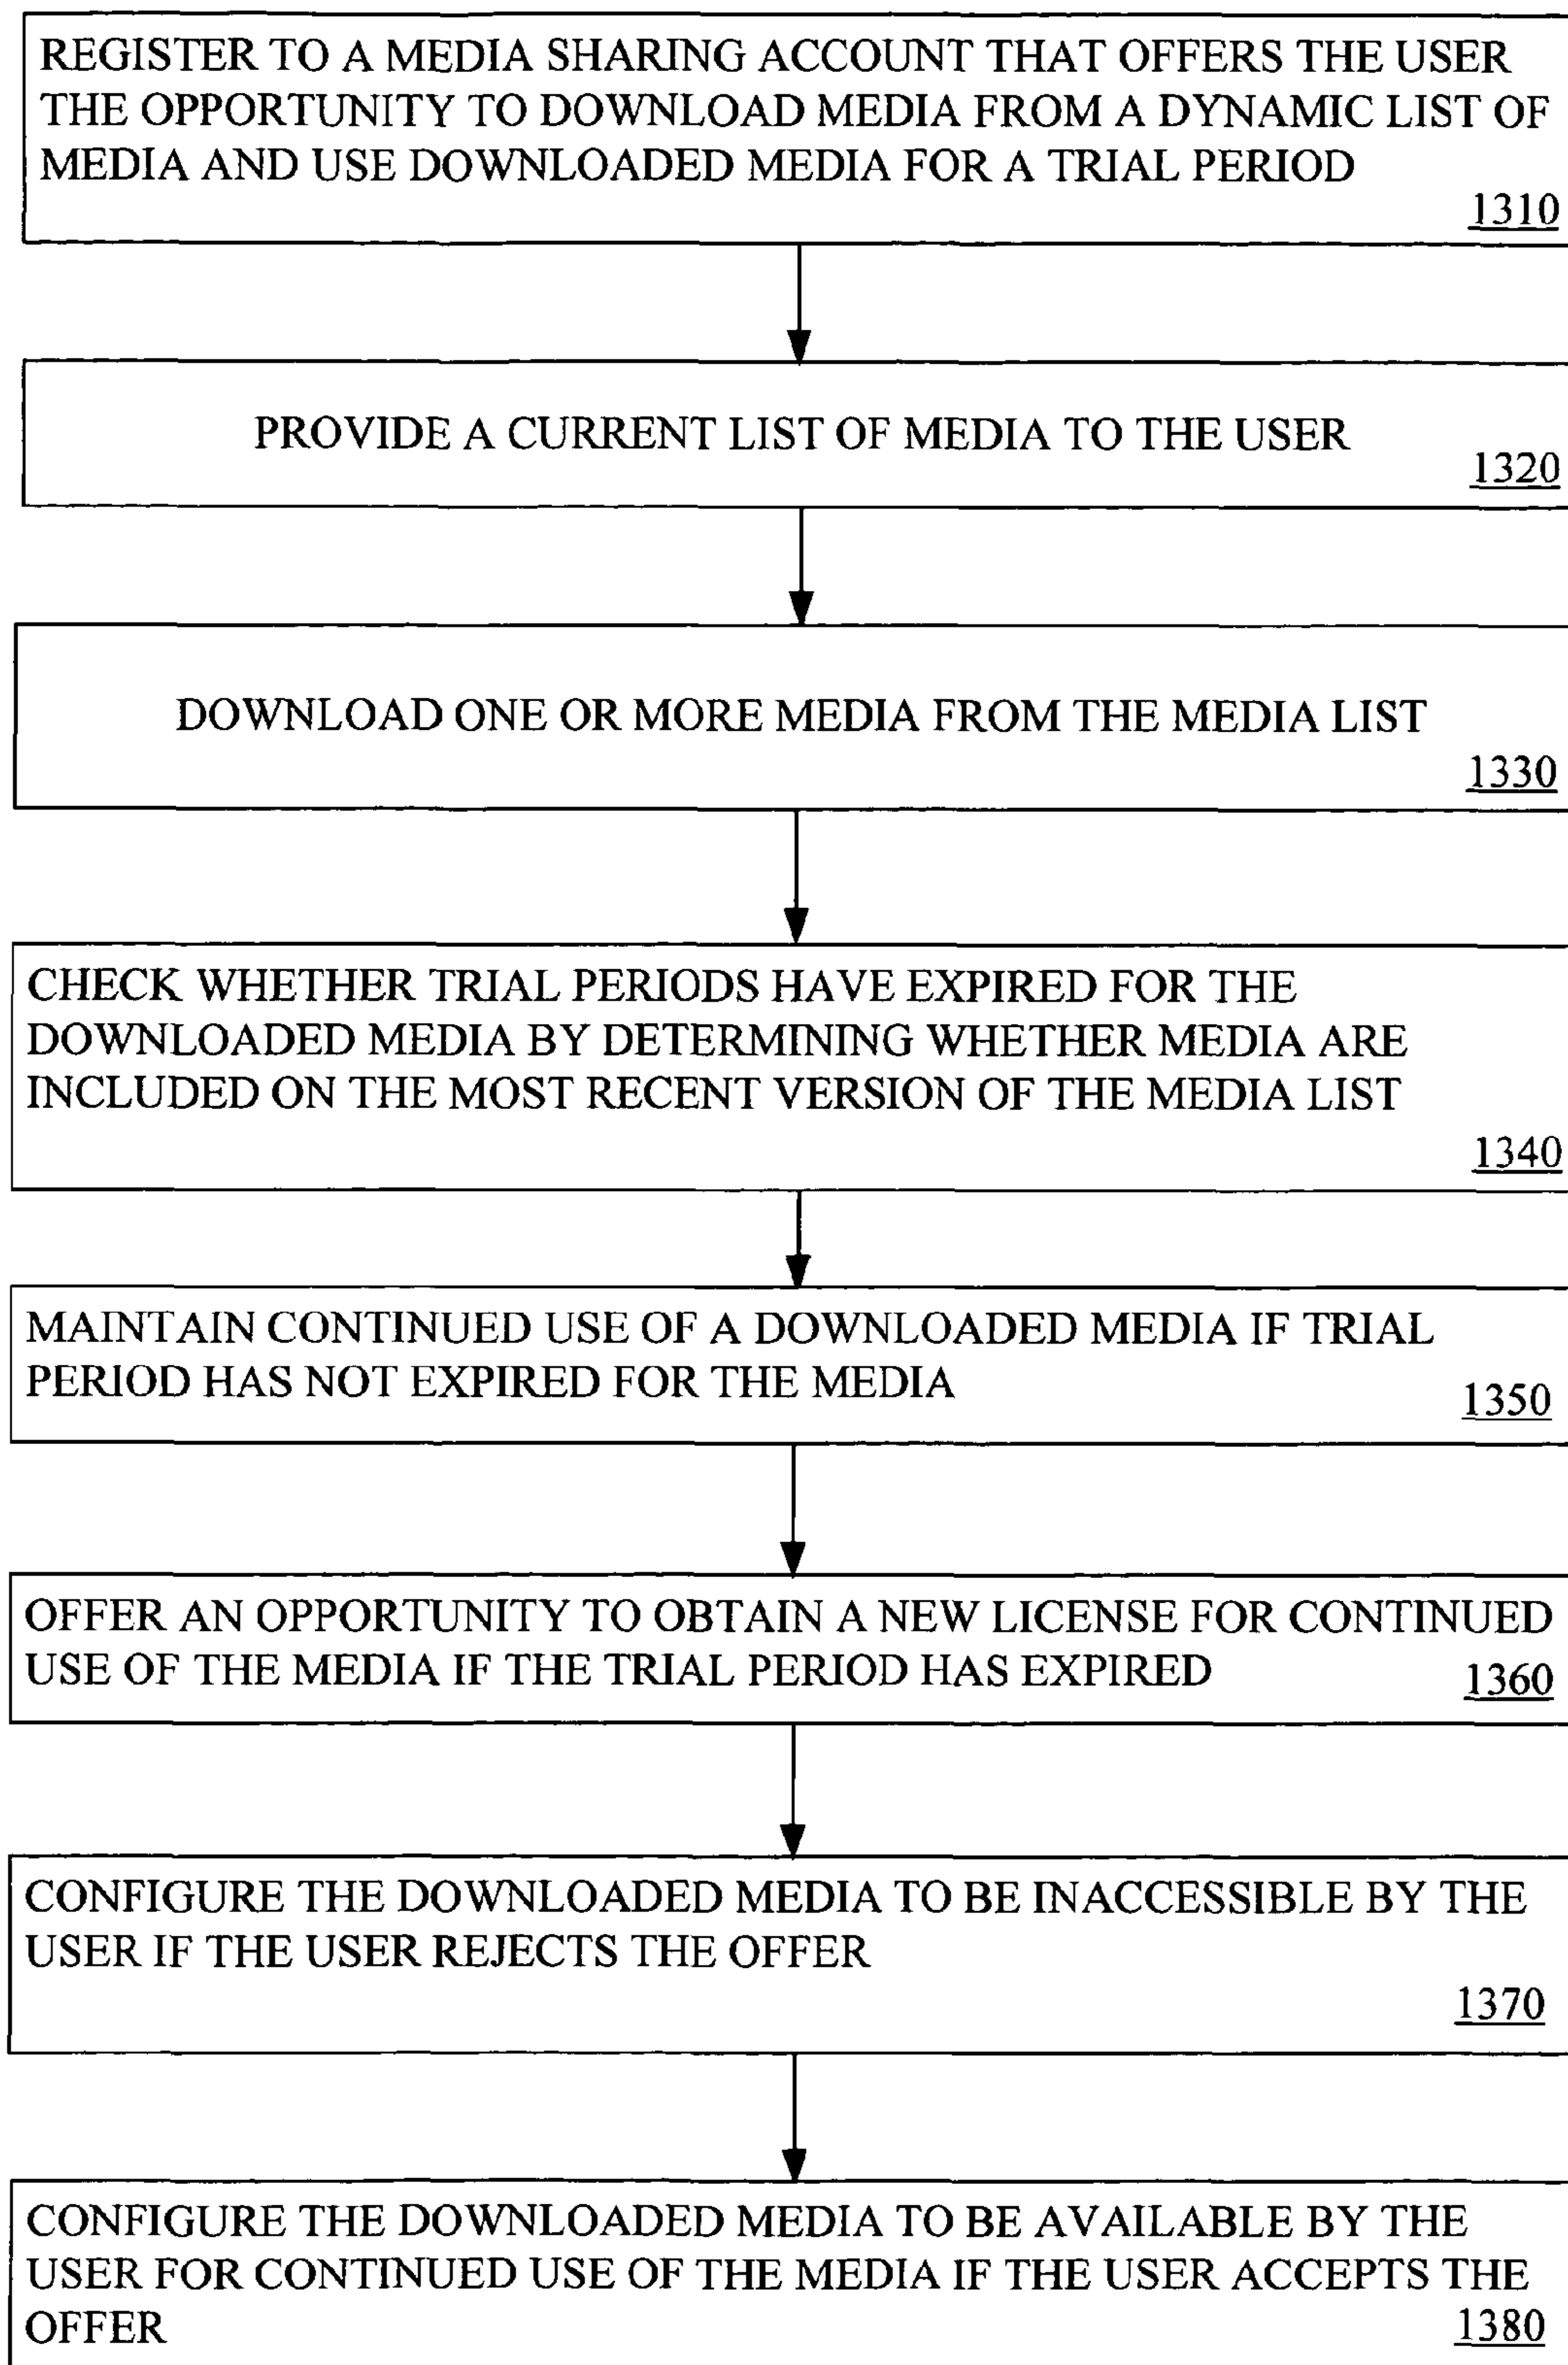 REGISTER TO A MEDIA SHARING ACCOUNT THAT OFFERS THE USER
THE OPPORTUNITY TO DOWNLOAD MEDIA FROM A DYNAMIC LIST OF
MEDIA AND USE DOWNLOADED MEDIA FOR A TRIAL PERIOD
1310
PROVIDE A CURRENT LIST OF MEDIA TO THE USER
1320
DOWNLOAD ONE OR MORE MEDIA FROM THE MEDIA LIST
1330
CHECK WHETHER TRIAL PERIODS HAVE EXPIRED FOR THE
DOWNLOADED MEDIA BY DETERMINING WHETHER MEDIA ARE
INCLUDED ON THE MOST RECENT VERSION OF THE MEDIA LIST
1340
MAINTAIN CONTINUED USE OF A DOWNLOADED MEDIA IF TRIAL
PERIOD HAS NOT EXPIRED FOR THE MEDIA
1350
OFFER AN OPPORTUNITY TO OBTAIN A NEW LICENSE FOR CONTINUED
USE OF THE MEDIA IF THE TRIAL PERIOD HAS EXPIRED
1360
CONFIGURE THE DOWNLOADED MEDIA TO BE INACCESSIBLE BY THE
USER IF THE USER REJECTS THE OFFER
1370
CONFIGURE THE DOWNLOADED MEDIA TO BE AVAILABLE BY THE
USER FOR CONTINUED USE OF THE MEDIA IF THE USER ACCEPTS THE
OFFER
1380